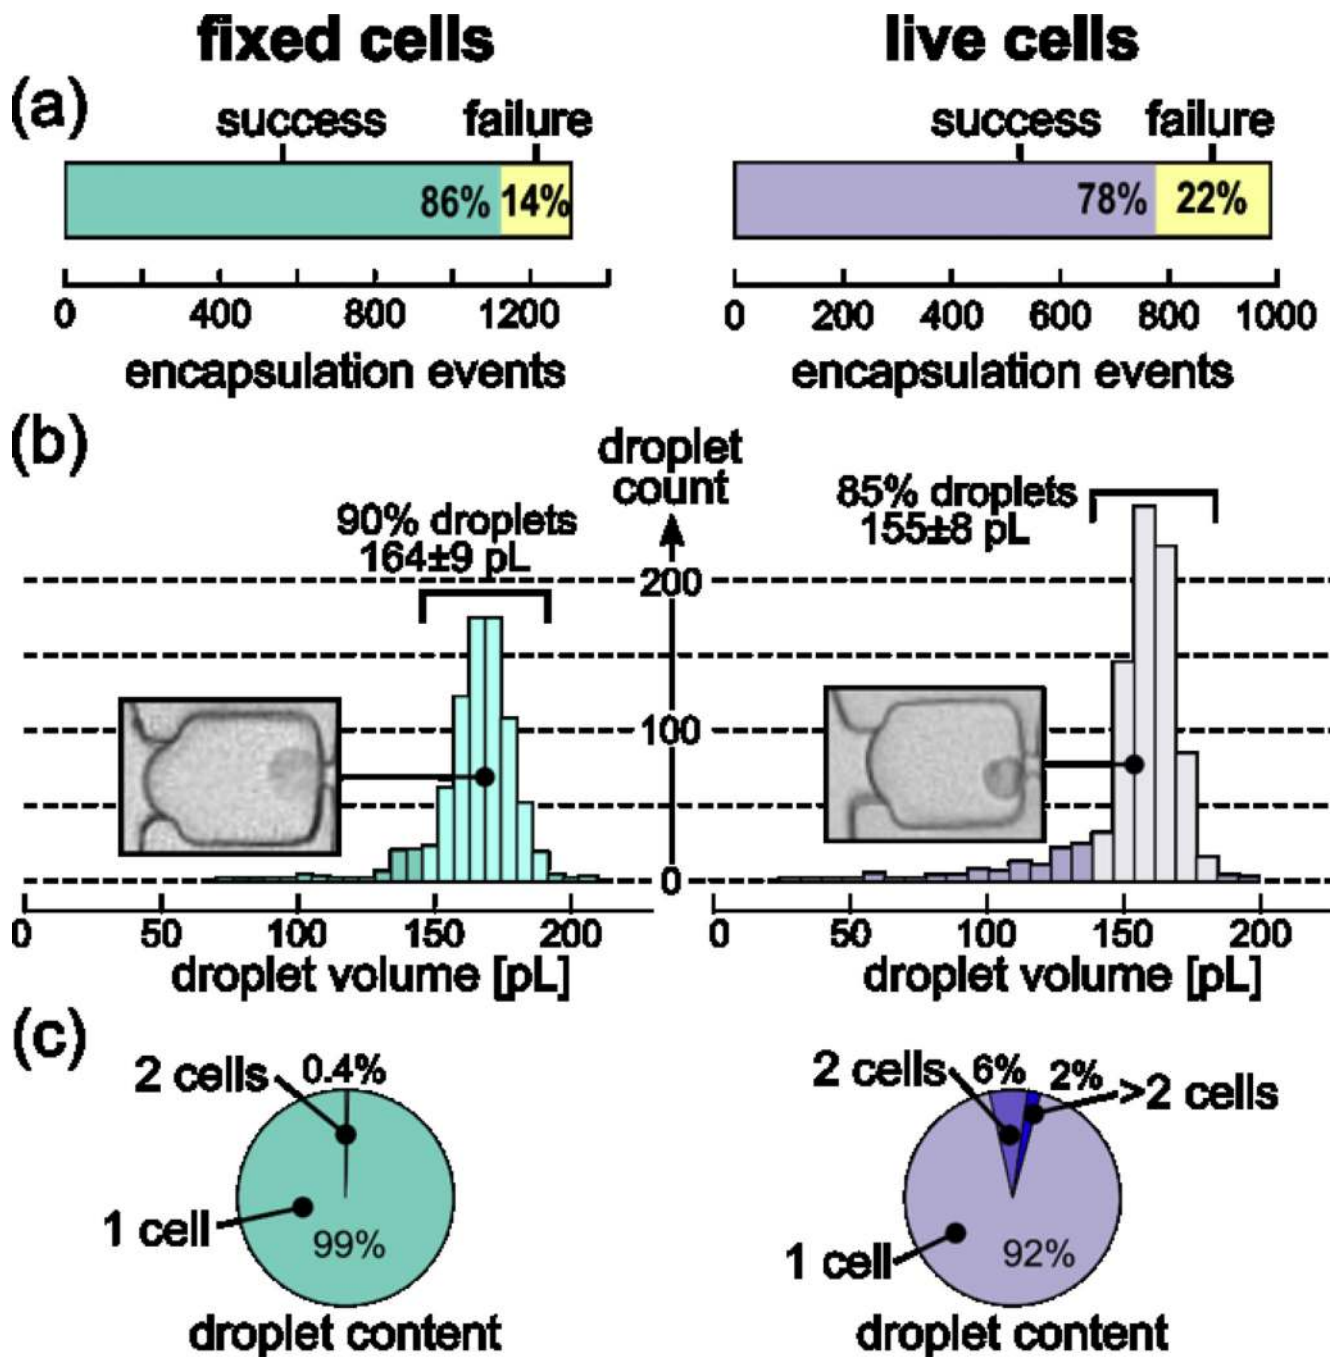 fixed cells
live cells
(a)
success
failure
86%
14%
0
400
800
1200
encapsulation events
success
failure
78%
22%
0
200
400
600
800
1000
encapsulation events
(b)
droplet
count
200
100
0
90% droplets
164±9 pL
0
50
100
150
200
droplet volume [pL]
85% droplets
155±8 pL
0
50
100
150
200
droplet volume [pL]
(c)
2 cells
0.4%
1 cell
99%
droplet content
2 cells
6%
2%
>2 cells
1 cell
92%
droplet content